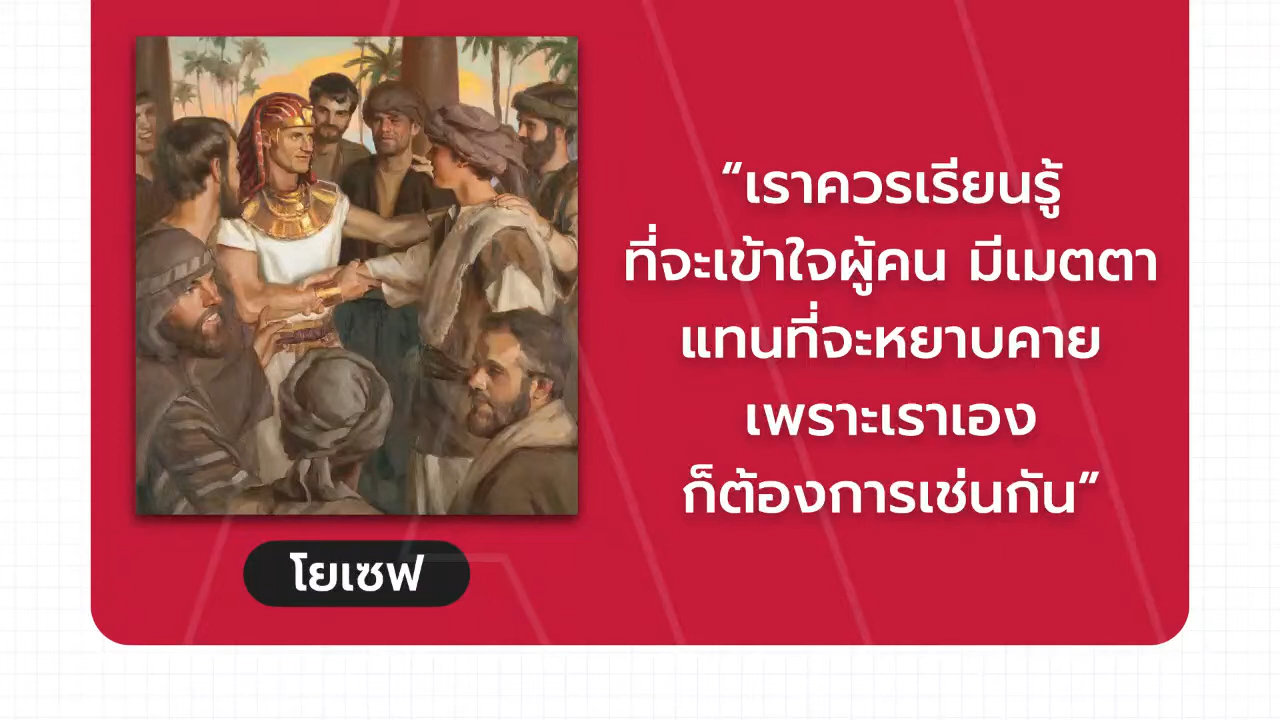 “เราควรเรียนรู้
ที่จะเข้าใจผู้คน มีเมตตา
แทนที่จะหยาบคาย
เพราะเราเอง
ก็ต้องการเช่นกัน”
โยเซฟ